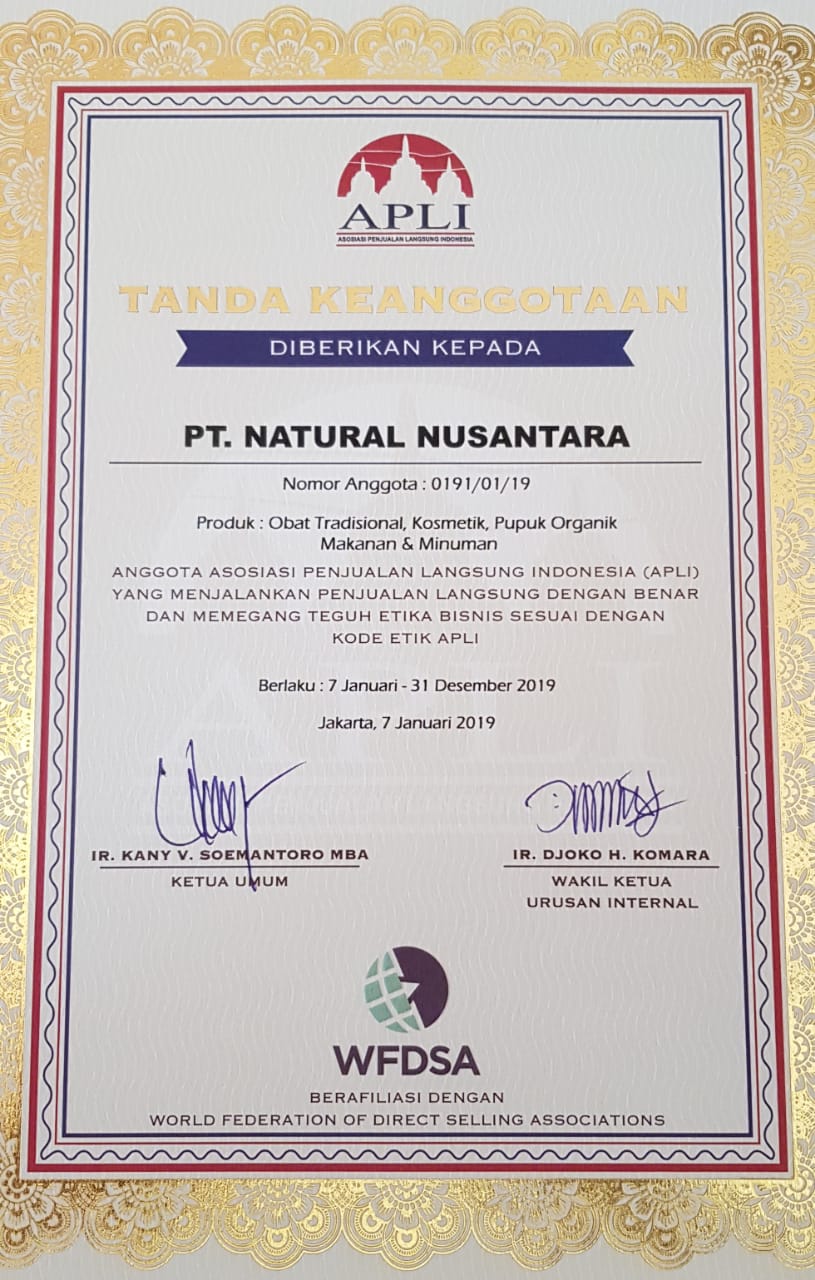 APLI
ASOSIASI PENJUALAN LANGSUNG INDONESIA
TANDA KEANGGOTAAN
DIBERIKAN KEPADA
PT. NATURAL NUSANTARA
Nomor Anggota : 0191/01/19
Produk : Obat Tradisional, Kosmetik, Pupuk Organik
Makanan & Minuman
ANGGOTA ASOSIASI PENJUALAN LANGSUNG INDONESIA (APLI)
YANG MENJALANKAN PENJUALAN LANGSUNG DENGAN BENAR
DAN MEMEGANG TEGUH ETIKA BISNIS SESUAI DENGAN
KODE ETIK APLI
Berlaku : 7 Januari - 31 Desember 2019
Jakarta, 7 Januari 2019
IR. KANY V. SOEMANTORO MBA
KETUA UMUM
IR. DJOKO H. KOMARA
WAKIL KETUA
URUSAN INTERNAL
WFDSA
BERAFILIASI DENGAN
WORLD FEDERATION OF DIRECT SELLING ASSOCIATIONS